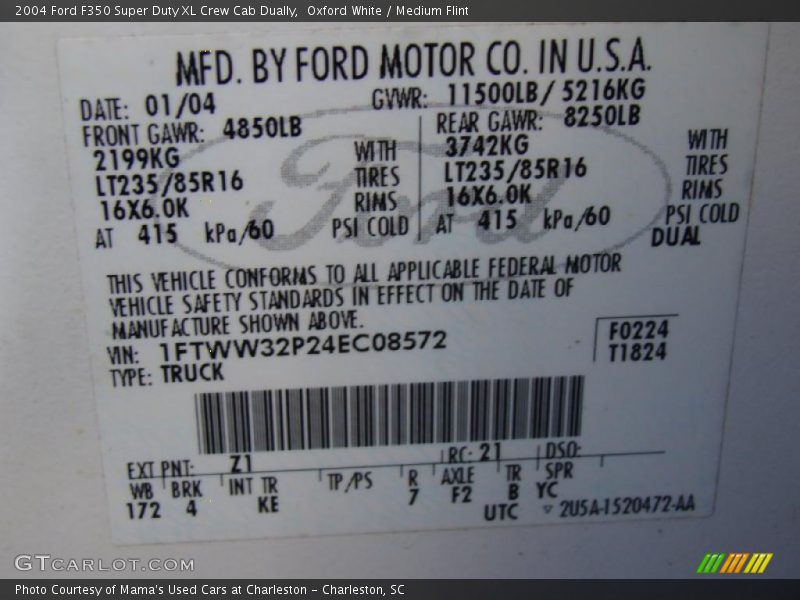 2004 Ford F350 Super Duty XL Crew Cab Dually, Oxford White / Medium Flint
MFD. BY FORD MOTOR CO. IN U.S.A.
DATE: 01/04 GVWR: 11500LB/ 5216KG
FRONT GAWR: 4850LB REAR GAWR: 8250LB
2199KG WITH 3742KG WITH
LT235/85R16 TIRES LT235/85R16 TIRES
16X6.0K RIMS 16X6.0K RIMS
AT 415 kPa/60 PSI COLD AT 415 kPa/60 PSI COLD
DUAL
Ford
THIS VEHICLE CONFORMS TO ALL APPLICABLE FEDERAL MOTOR
VEHICLE SAFETY STANDARDS IN EFFECT ON THE DATE OF
MANUFACTURE SHOWN ABOVE.
VIN: 1FTWW32P24EC08572 F0224
TYPE: TRUCK T1824
EXT PNT: Z1 RC: 21 DSO:
WB BRK INT TR TP/PS R AXLE TR SPR
172 4 KE 7 F2 B YC
UTC ▽ 2U5A-1520472-AA
GTCARLOT.COM
Photo Courtesy of Mama's Used Cars at Charleston - Charleston, SC